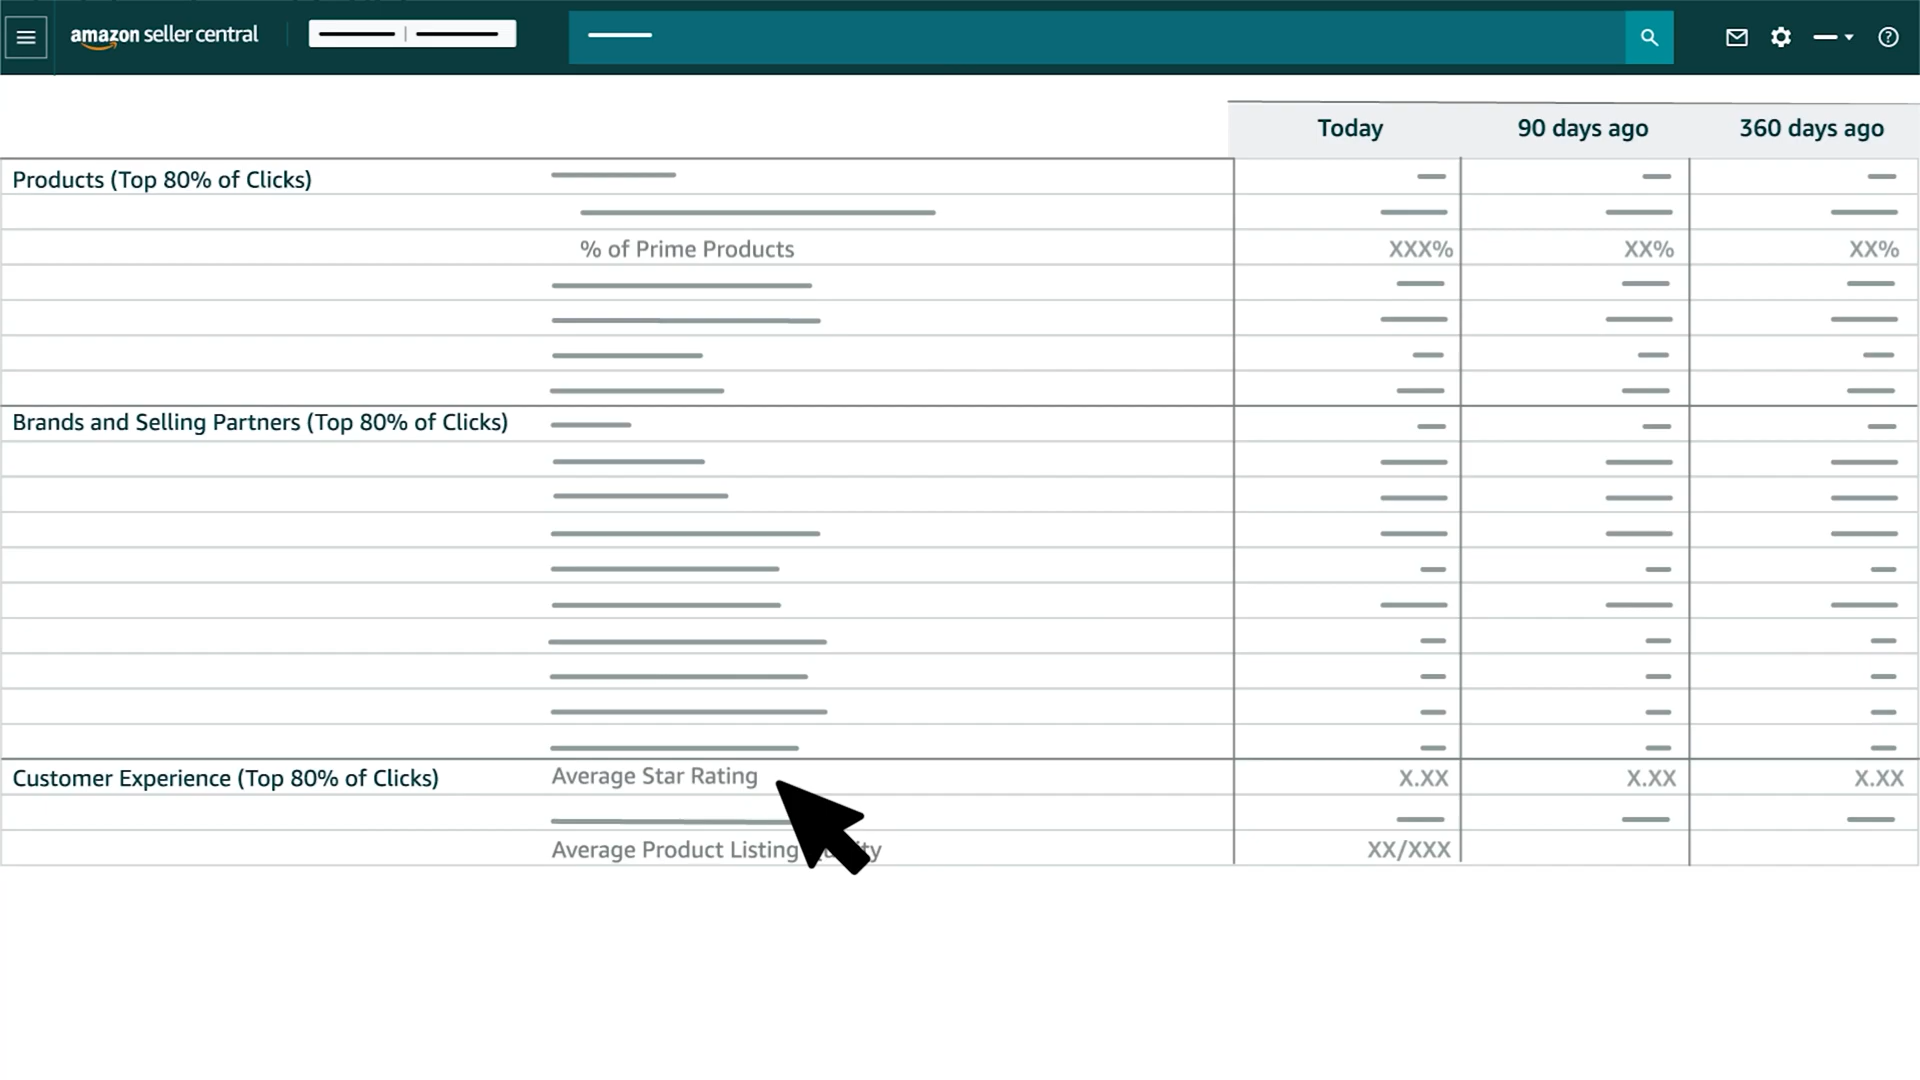 amazon seller central
Today 90 days ago 360 days ago
Products (Top 80% of Clicks)
% of Prime Products XXX% XX% XX%
Brands and Selling Partners (Top 80% of Clicks)
Customer Experience (Top 80% of Clicks) Average Star Rating X.XX X.XX X.XX
Average Product Listing XX/XXX